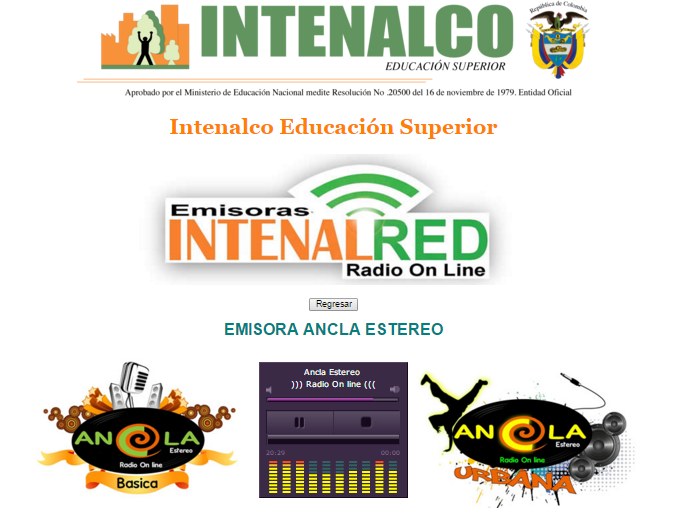 INTENALCO
EDUCACIÓN SUPERIOR
República de Colombia
Aprobado por el Ministerio de Educación Nacional medite Resolución No .20500 del 16 de noviembre de 1979. Entidad Oficial
Intenalco Educación Superior
Emisoras
INTENALRED
Radio On Line
Regresar
EMISORA ANCLA ESTEREO
ANCLA
Estereo
Radio On line
Basica
Ancla Estereo
))) Radio On line (((
20:29
00:00
ANCLA
Estereo
Radio On line
URBANA